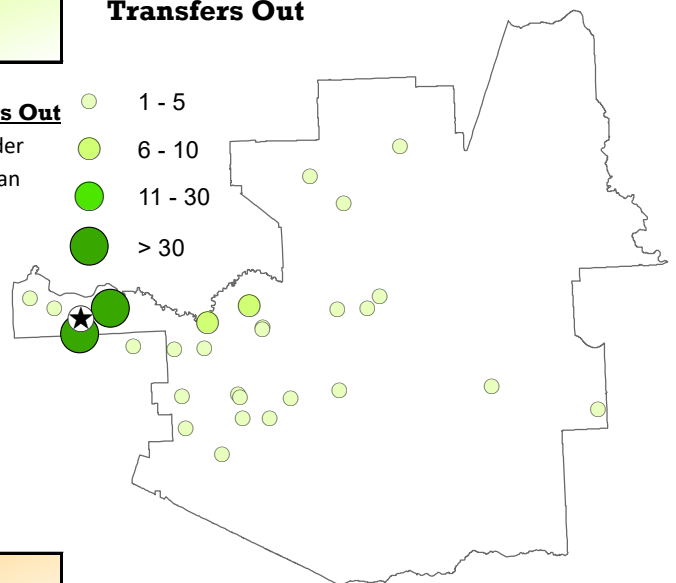 Transfers Out
s Out
der
an
1 - 5
6 - 10
11 - 30
> 30